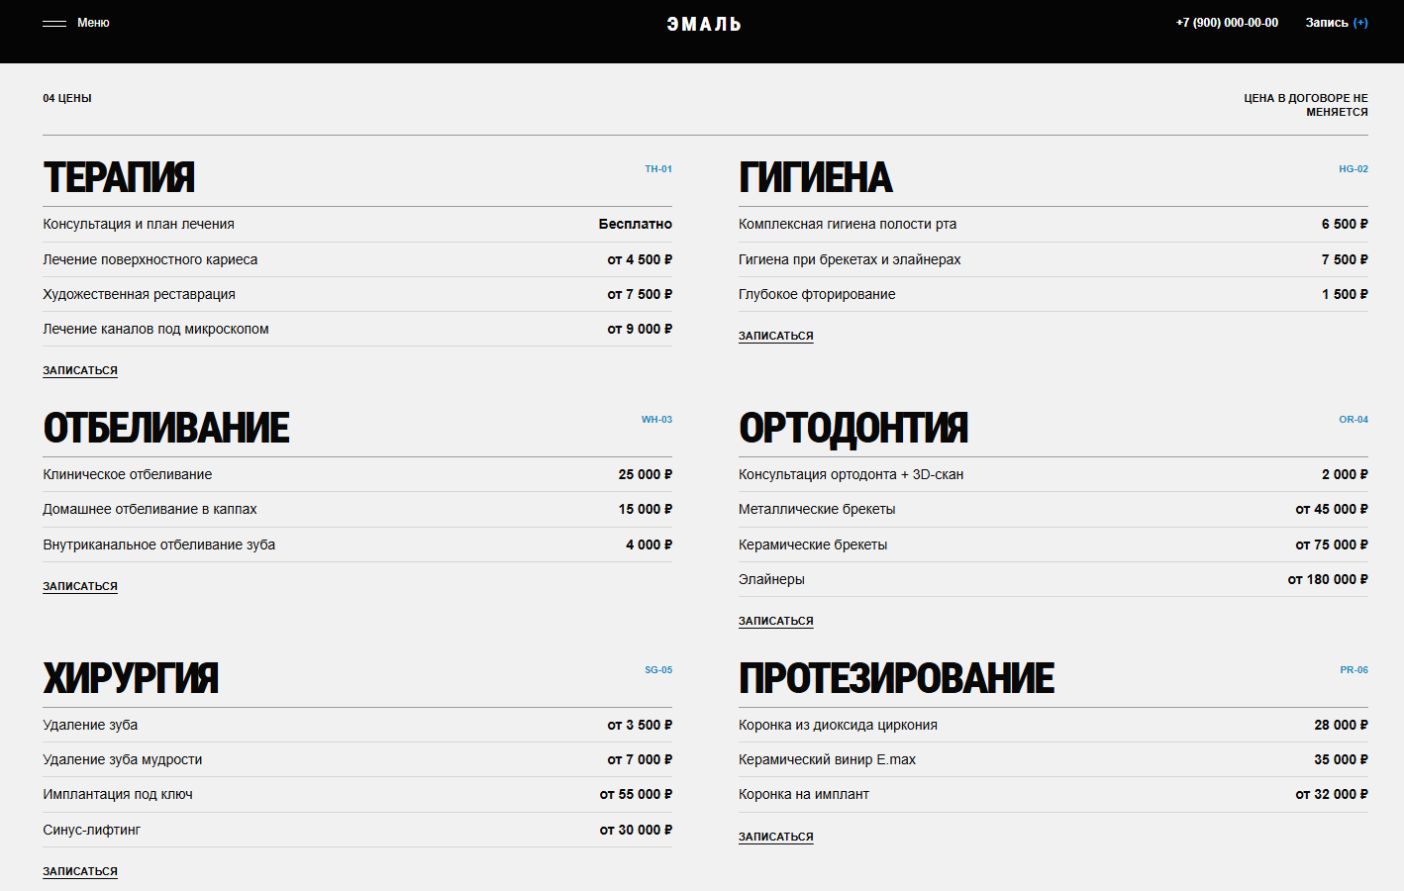 Меню
ЭМАЛЬ
+7 (900) 000-00-00
Запись (+)
04 ЦЕНЫ
ЦЕНА В ДОГОВОРЕ НЕ
МЕНЯЕТСЯ
ТЕРАПИЯ TH-01
Консультация и план лечения Бесплатно
Лечение поверхностного кариеса от 4 500 ₽
Художественная реставрация от 7 500 ₽
Лечение каналов под микроскопом от 9 000 ₽
ЗАПИСАТЬСЯ
ГИГИЕНА HG-02
Комплексная гигиена полости рта 6 500 ₽
Гигиена при брекетах и элайнерах 7 500 ₽
Глубокое фторирование 1 500 ₽
ЗАПИСАТЬСЯ
ОТБЕЛИВАНИЕ WH-03
Клиническое отбеливание 25 000 ₽
Домашнее отбеливание в каппах 15 000 ₽
Внутриканальное отбеливание зуба 4 000 ₽
ЗАПИСАТЬСЯ
ОРТОДОНТИЯ OR-04
Консультация ортодонта + 3D-скан 2 000 ₽
Металлические брекеты от 45 000 ₽
Керамические брекеты от 75 000 ₽
Элайнеры от 180 000 ₽
ЗАПИСАТЬСЯ
ХИРУРГИЯ SG-05
Удаление зуба от 3 500 ₽
Удаление зуба мудрости от 7 000 ₽
Имплантация под ключ от 55 000 ₽
Синус-лифтинг от 30 000 ₽
ЗАПИСАТЬСЯ
ПРОТЕЗИРОВАНИЕ PR-06
Коронка из диоксида циркония 28 000 ₽
Керамический винир E.max 35 000 ₽
Коронка на имплант от 32 000 ₽
ЗАПИСАТЬСЯ